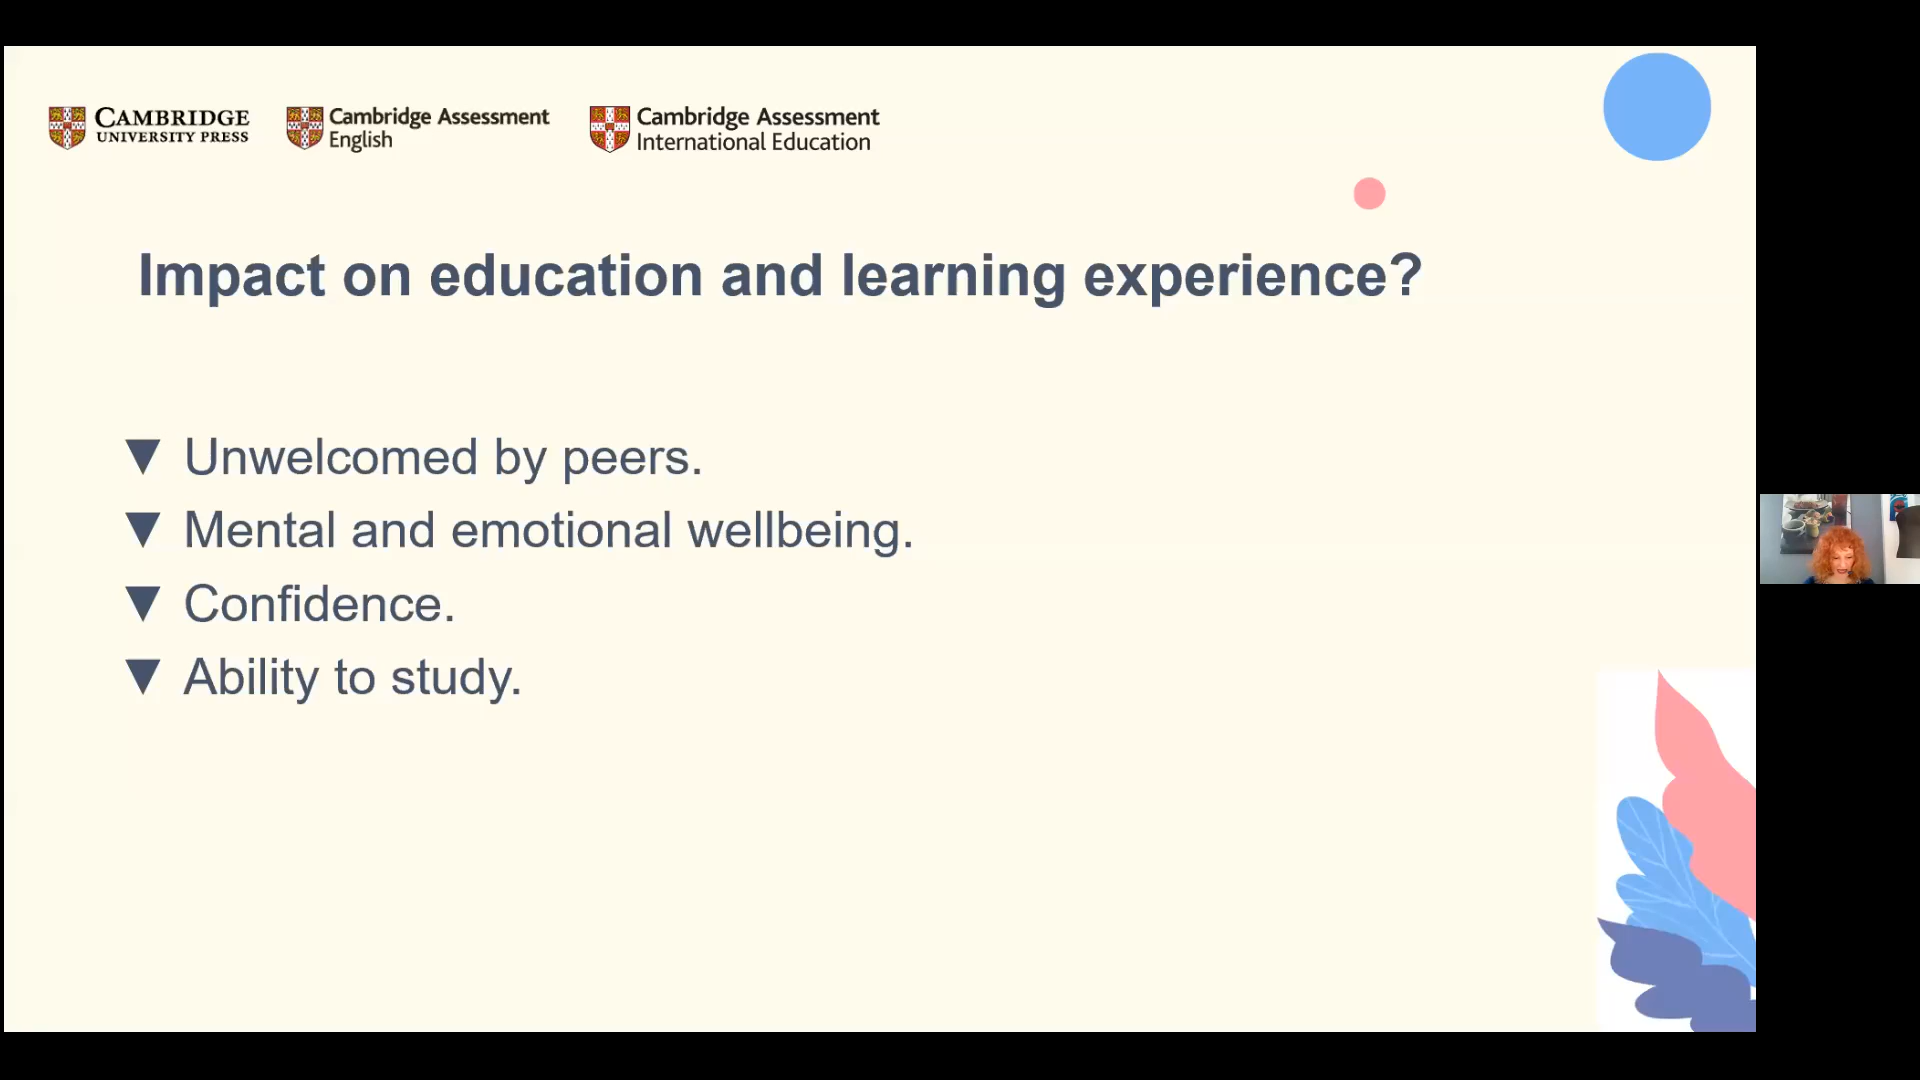 CAMBRIDGE
UNIVERSITY PRESS
Cambridge Assessment
English
Cambridge Assessment
International Education
Impact on education and learning experience?
Unwelcomed by peers.
Mental and emotional wellbeing.
Confidence.
Ability to study.